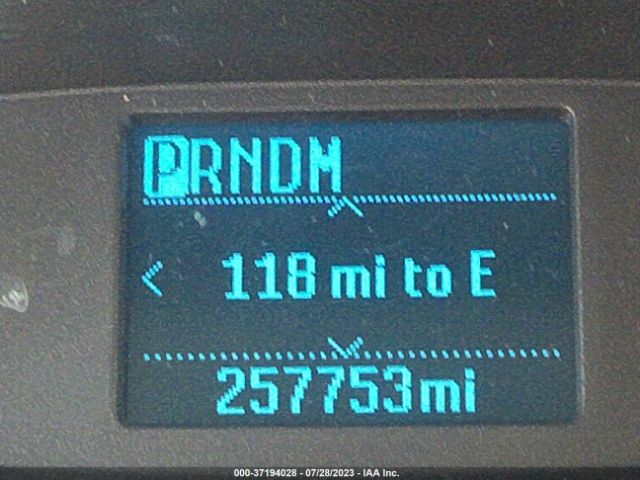 PRNDM
118 mi to E
257753mi
000-37194028 - 07/28/2023 - IAA Inc.